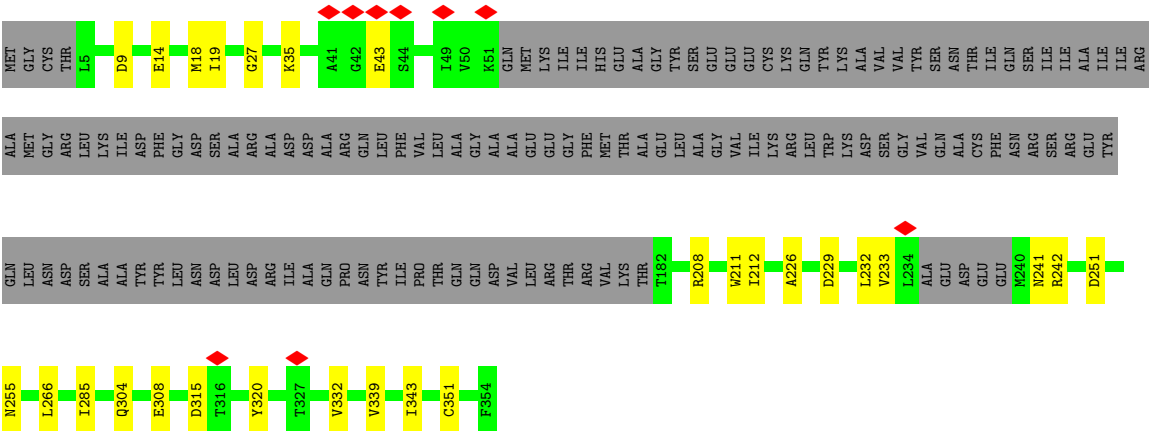 MET GLY CYS THR L5 D9 E14 M18 I19 G27 K35 A41 G42 E43 S44 I49 V50 K51 GLN MET LYS ILE ILE HIS GLU ALA GLY TYR SER GLU GLU GLU CYS LYS GLN TYR LYS ALA VAL VAL TYR SER ASN THR ILE GLN SER ILE ILE ALA ILE ILE ARG
ALA MET GLY ARG LEU LYS ILE ASP PHE GLY ASP SER ALA ARG ALA ASP ASP ALA ARG GLN LEU PHE VAL LEU ALA GLY ALA ALA GLU GLU GLY PHE MET THR ALA GLU LEU ALA GLY VAL ILE LYS ARG LEU TRP LYS ASP SER GLY VAL GLN ALA CYS PHE ASN ARG SER ARG GLU TYR
GLN LEU ASN ASP SER ALA ALA TYR TYR LEU ASN ASP LEU ASP ARG ILE ALA GLN PRO ASN TYR ILE PRO THR GLN GLN ASP VAL LEU ARG THR ARG VAL LYS THR T182 R208 W211 I212 A226 D229 L232 V233 L234 ALA GLU ASP GLU GLU M240 N241 R242 D251
N255 L266 I285 Q304 E308 D315 T316 Y320 T327 V332 V339 I343 C351 F354